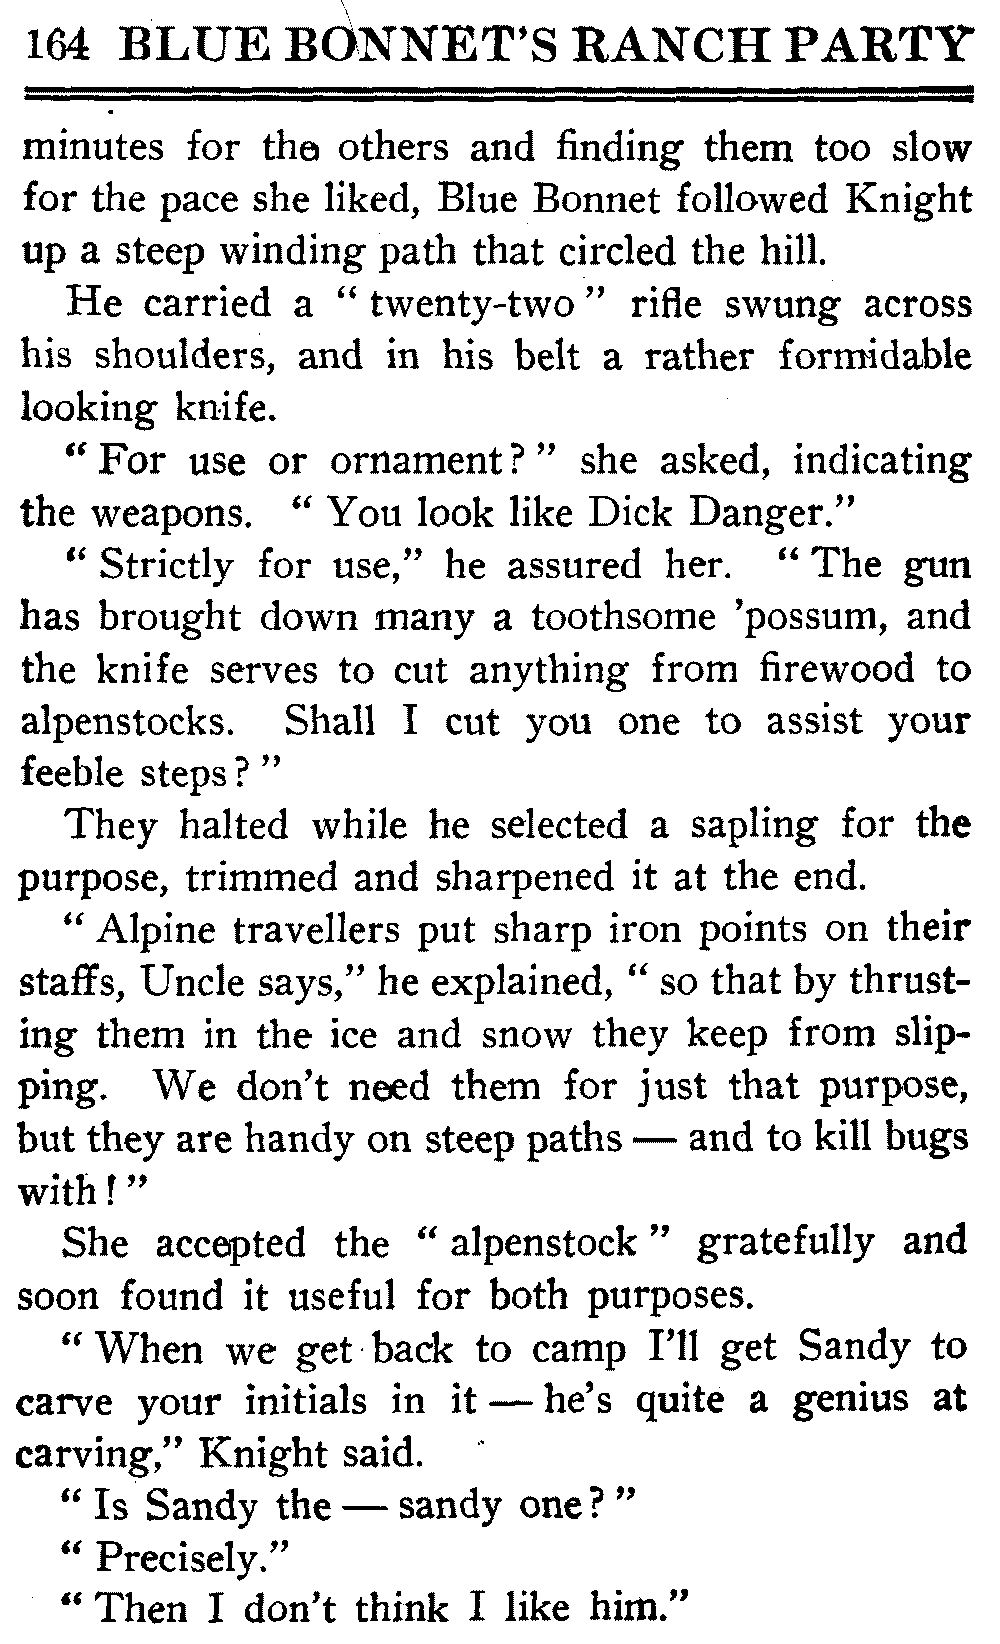 164 BLUE BONNET'S RANCH PARTY
minutes for the others and finding them too slow
for the pace she liked, Blue Bonnet followed Knight
up a steep winding path that circled the hill.
He carried a " twenty-two " rifle swung across
his shoulders, and in his belt a rather formidable
looking knife.
" For use or ornament? " she asked, indicating
the weapons. " You look like Dick Danger."
" Strictly for use," he assured her. " The gun
has brought down many a toothsome 'possum, and
the knife serves to cut anything from firewood to
alpenstocks. Shall I cut you one to assist your
feeble steps? "
They halted while he selected a sapling for the
purpose, trimmed and sharpened it at the end.
" Alpine travellers put sharp iron points on their
staffs, Uncle says," he explained, " so that by thrust-
ing them in the ice and snow they keep from slip-
ping. We don't need them for just that purpose,
but they are handy on steep paths — and to kill bugs
with! "
She accepted the " alpenstock " gratefully and
soon found it useful for both purposes.
" When we get back to camp I'll get Sandy to
carve your initials in it — he's quite a genius at
carving," Knight said.
" Is Sandy the — sandy one? "
" Precisely."
" Then I don't think I like him."